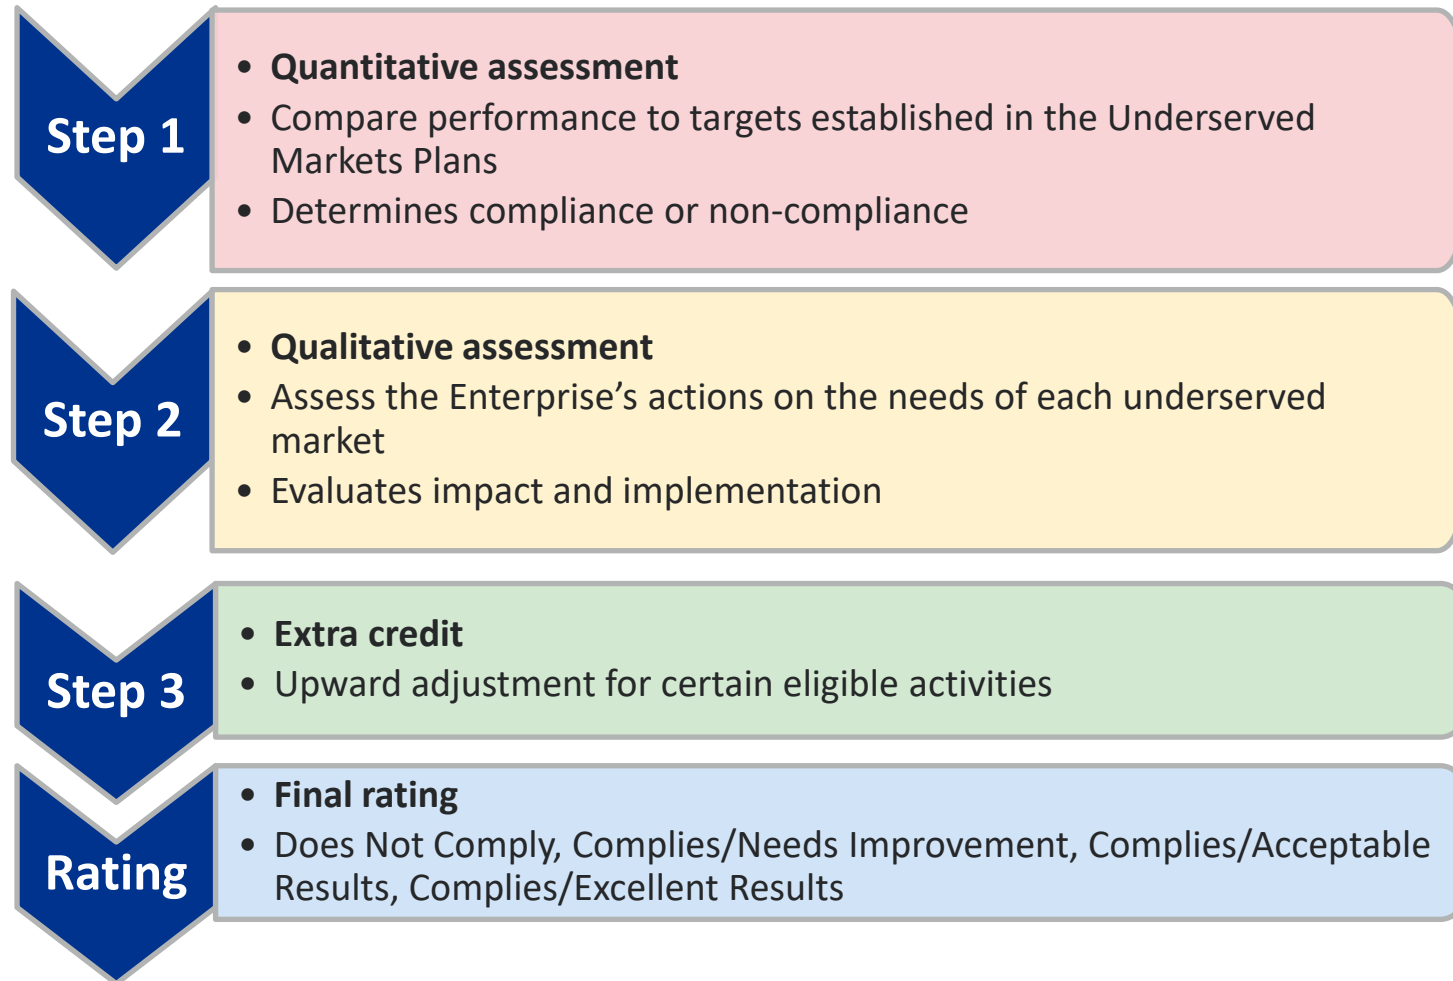 Step 1
• Quantitative assessment
• Compare performance to targets established in the Underserved
Markets Plans
• Determines compliance or non-compliance
Step 2
• Qualitative assessment
• Assess the Enterprise’s actions on the needs of each underserved
market
• Evaluates impact and implementation
Step 3
• Extra credit
• Upward adjustment for certain eligible activities
Rating
• Final rating
• Does Not Comply, Complies/Needs Improvement, Complies/Acceptable
Results, Complies/Excellent Results